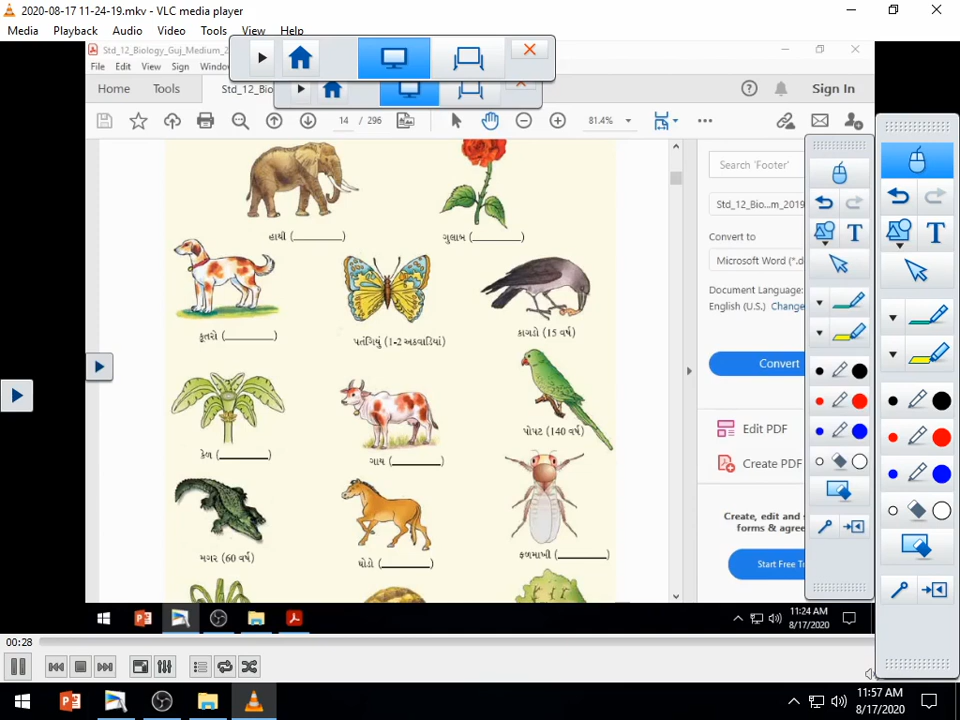 2020-08-17 11-24-19.mkv - VLC media player
Media Playback Audio Video Tools View Help
Std_12_Biology_Guj_Medium_2
File Edit View Sign
Home Tools Std_12_Bio
Sign In
14 / 296
81.4%
હાથી (________)
ગુલાબ (________)
કૂતરો (________)
પતંગિયું (1-2 અઠવાડિયાં)
કાગડો (15 વર્ષ)
કેળ (________)
ગાય (________)
પોપટ (140 વર્ષ)
મગર (60 વર્ષ)
ઘોડો (________)
ફળમાખી (________)
Search 'Footer'
Std_12_Bio...m_2019
Convert to
Microsoft Word (*.d
Document Language:
English (U.S.) Change
Convert
Edit PDF
Create PDF
Create, edit and
forms & agree
Start Free Tr
T
T
11:24 AM
8/17/2020
00:28
11:57 AM
8/17/2020